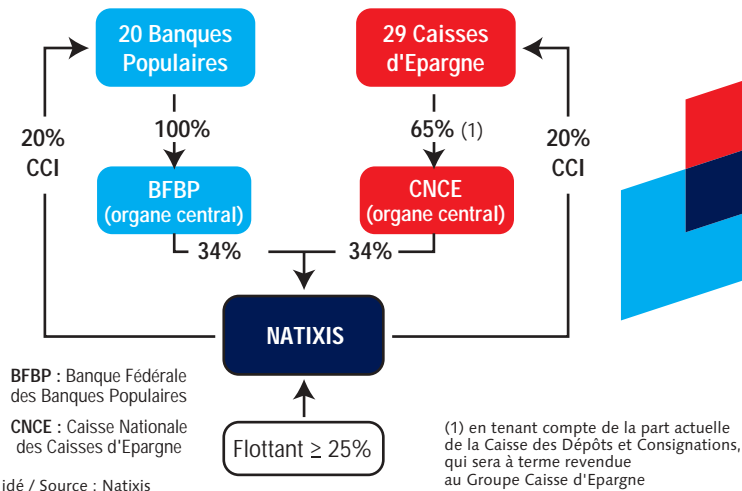 20 Banques
Populaires
29 Caisses
d'Epargne
20%
CCI
100%
65% (1)
20%
CCI
BFBP
(organe central)
CNCE
(organe central)
34%
34%
NATIXIS
BFBP : Banque Fédérale
des Banques Populaires
CNCE : Caisse Nationale
des Caisses d'Epargne
Flottant ≥ 25%
(1) en tenant compte de la part actuelle
de la Caisse des Dépôts et Consignations,
qui sera à terme revendue
au Groupe Caisse d'Epargne
idé / Source : Natixis